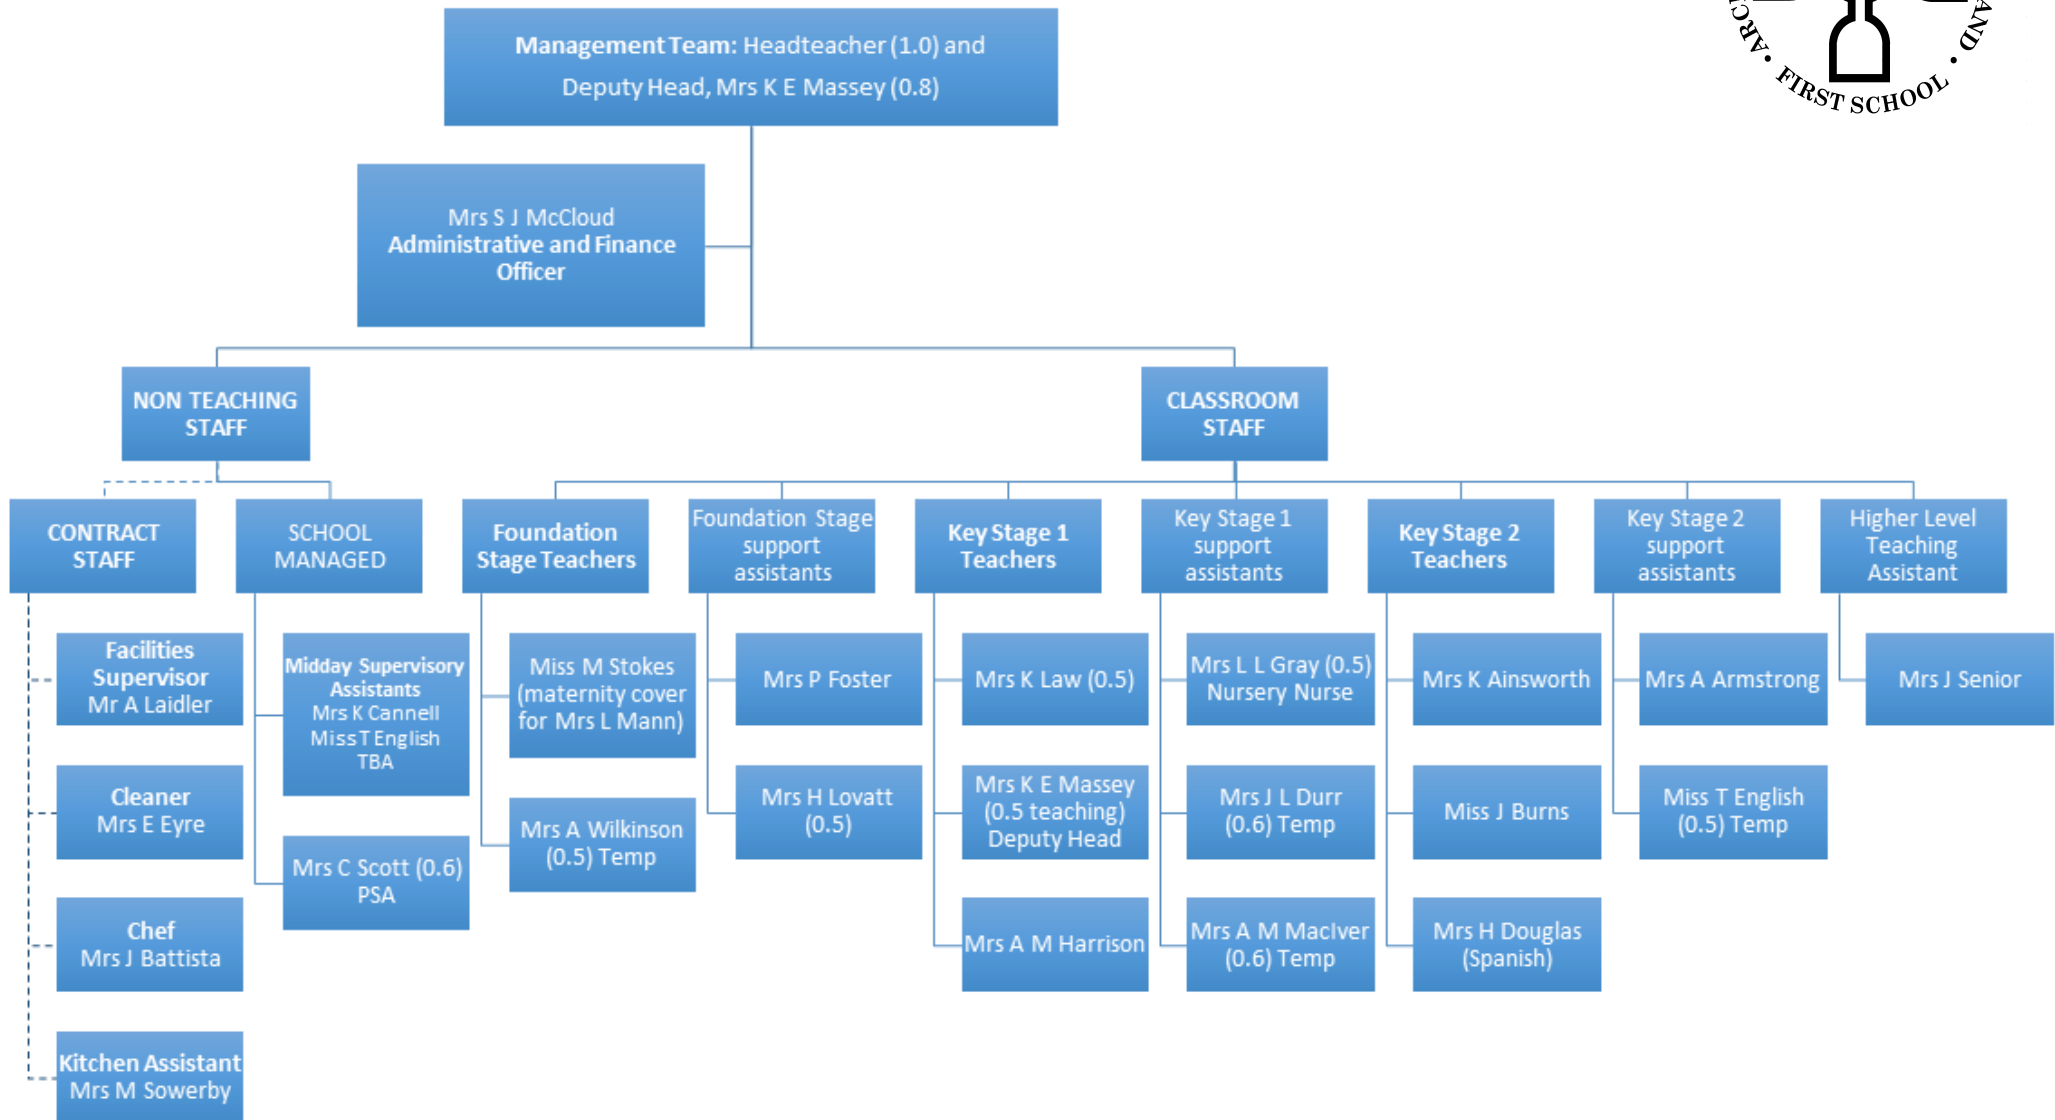 Management Team: Headteacher (1.0) and
Deputy Head, Mrs K E Massey (0.8)
FIRST SCHOOL
AND
Mrs S J McCloud
Administrative and Finance
Officer
NON TEACHING
STAFF
CLASSROOM
STAFF
CONTRACT
STAFF
SCHOOL
MANAGED
Foundation
Stage Teachers
Foundation Stage
support
assistants
Key Stage 1
Teachers
Key Stage 1
support
assistants
Key Stage 2
Teachers
Key Stage 2
support
assistants
Higher Level
Teaching
Assistant
Facilities
Supervisor
Mr A Laidler
Cleaner
Mrs E Eyre
Chef
Mrs J Battista
Kitchen Assistant
Mrs M Sowerby
Midday Supervisory
Assistants
Mrs K Cannell
Miss T English
TBA
Mrs C Scott (0.6)
PSA
Miss M Stokes
(maternity cover
for Mrs L Mann)
Mrs A Wilkinson
(0.5) Temp
Mrs P Foster
Mrs H Lovatt
(0.5)
Mrs K Law (0.5)
Mrs K E Massey
(0.5 teaching)
Deputy Head
Mrs A M Harrison
Mrs L L Gray (0.5)
Nursery Nurse
Mrs J L Durr
(0.6) Temp
Mrs A M MacIver
(0.6) Temp
Mrs K Ainsworth
Miss J Burns
Mrs H Douglas
(Spanish)
Mrs A Armstrong
Miss T English
(0.5) Temp
Mrs J Senior